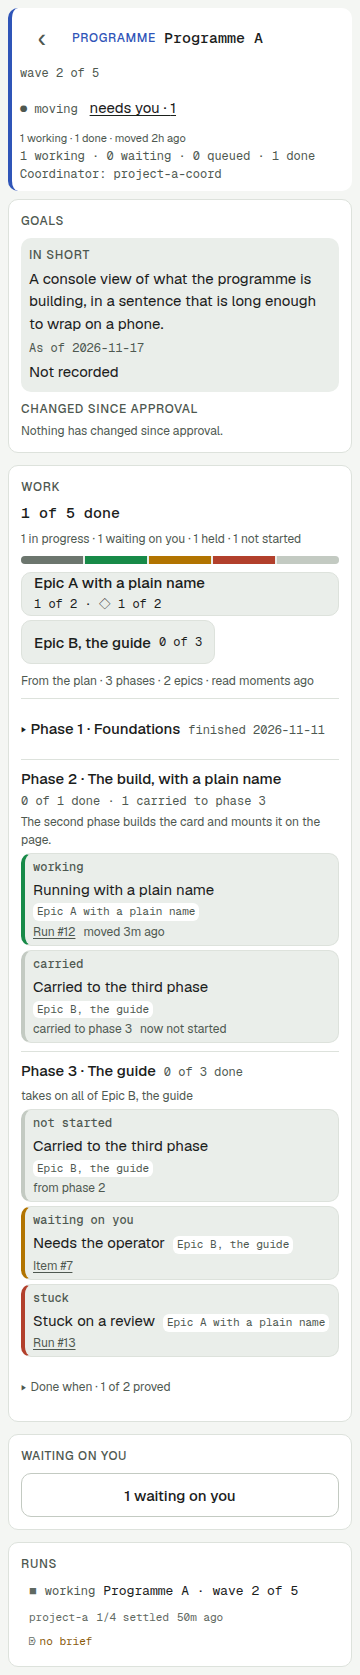 ‹ PROGRAMME Programme A
wave 2 of 5
● moving needs you · 1
1 working · 1 done · moved 2h ago
1 working · 0 waiting · 0 queued · 1 done
Coordinator: project-a-coord
GOALS
IN SHORT
A console view of what the programme is
building, in a sentence that is long enough
to wrap on a phone.
As of 2026-11-17
Not recorded
CHANGED SINCE APPROVAL
Nothing has changed since approval.
WORK
1 of 5 done
1 in progress · 1 waiting on you · 1 held · 1 not started
Epic A with a plain name
1 of 2 · ◇ 1 of 2
Epic B, the guide 0 of 3
From the plan · 3 phases · 2 epics · read moments ago
▸ Phase 1 · Foundations finished 2026-11-11
Phase 2 · The build, with a plain name
0 of 1 done · 1 carried to phase 3
The second phase builds the card and mounts it on the
page.
working
Running with a plain name
Epic A with a plain name
Run #12 moved 3m ago
carried
Carried to the third phase
Epic B, the guide
carried to phase 3 now not started
Phase 3 · The guide 0 of 3 done
takes on all of Epic B, the guide
not started
Carried to the third phase
Epic B, the guide
from phase 2
waiting on you
Needs the operator Epic B, the guide
Item #7
stuck
Stuck on a review Epic A with a plain name
Run #13
▸ Done when · 1 of 2 proved
WAITING ON YOU
1 waiting on you
RUNS
■ working Programme A · wave 2 of 5
project-a 1/4 settled 50m ago
no brief